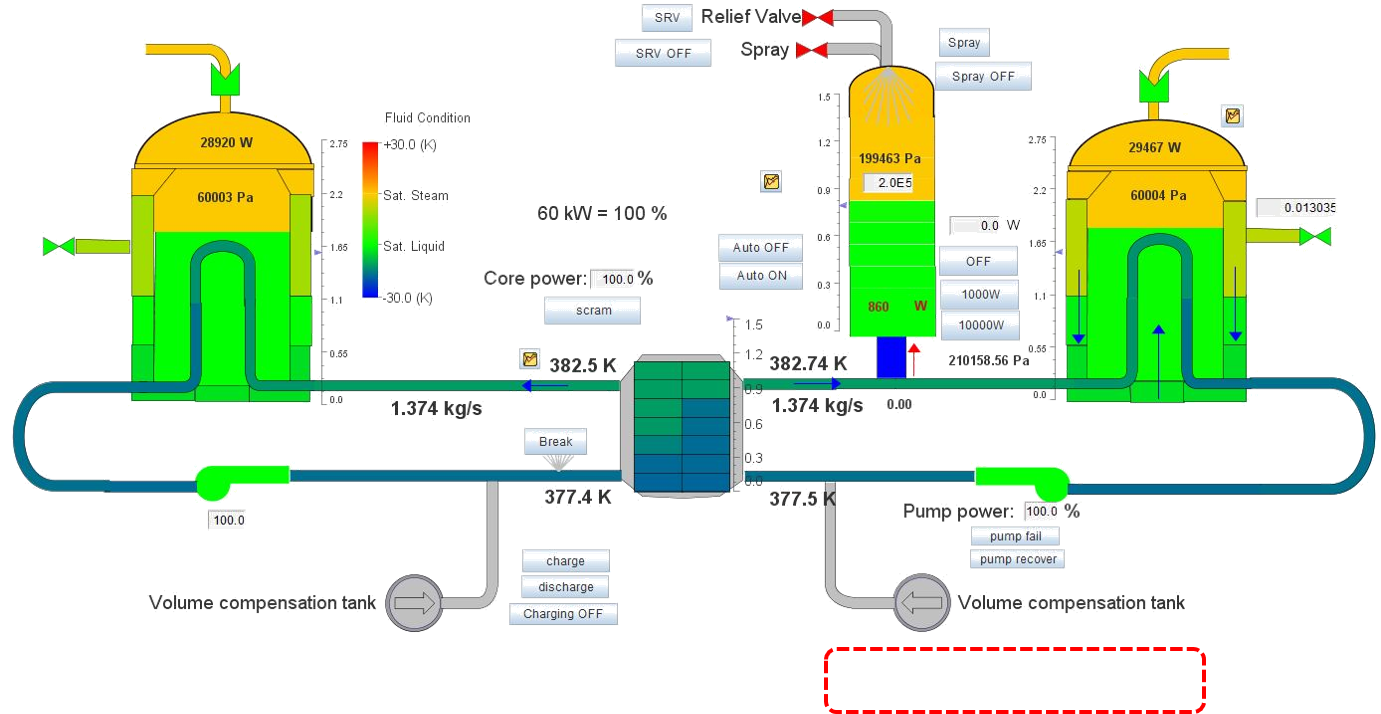 SRV
Relief Valve
SRV OFF
Spray
Spray
Spray OFF
28920 W
60003 Pa
2.75
2.2
1.65
1.1
0.55
0.0
Fluid Condition
+30.0 (K)
Sat. Steam
Sat. Liquid
-30.0 (K)
60 kW = 100 %
Core power: 100.0 %
scram
Auto OFF
Auto ON
1.5
1.2
0.9
0.6
0.3
0.0
199463 Pa
2.0E5
860 W
0.0 W
OFF
1000W
10000W
210158.56 Pa
29467 W
60004 Pa
2.75
2.2
1.65
1.1
0.55
0.0
0.013035
382.5 K
1.374 kg/s
1.5
1.2
0.9
0.6
0.3
0.0
382.74 K
1.374 kg/s
0.00
Break
377.4 K
377.5 K
100.0
Pump power: 100.0 %
pump fail
pump recover
charge
discharge
Charging OFF
Volume compensation tank
Volume compensation tank